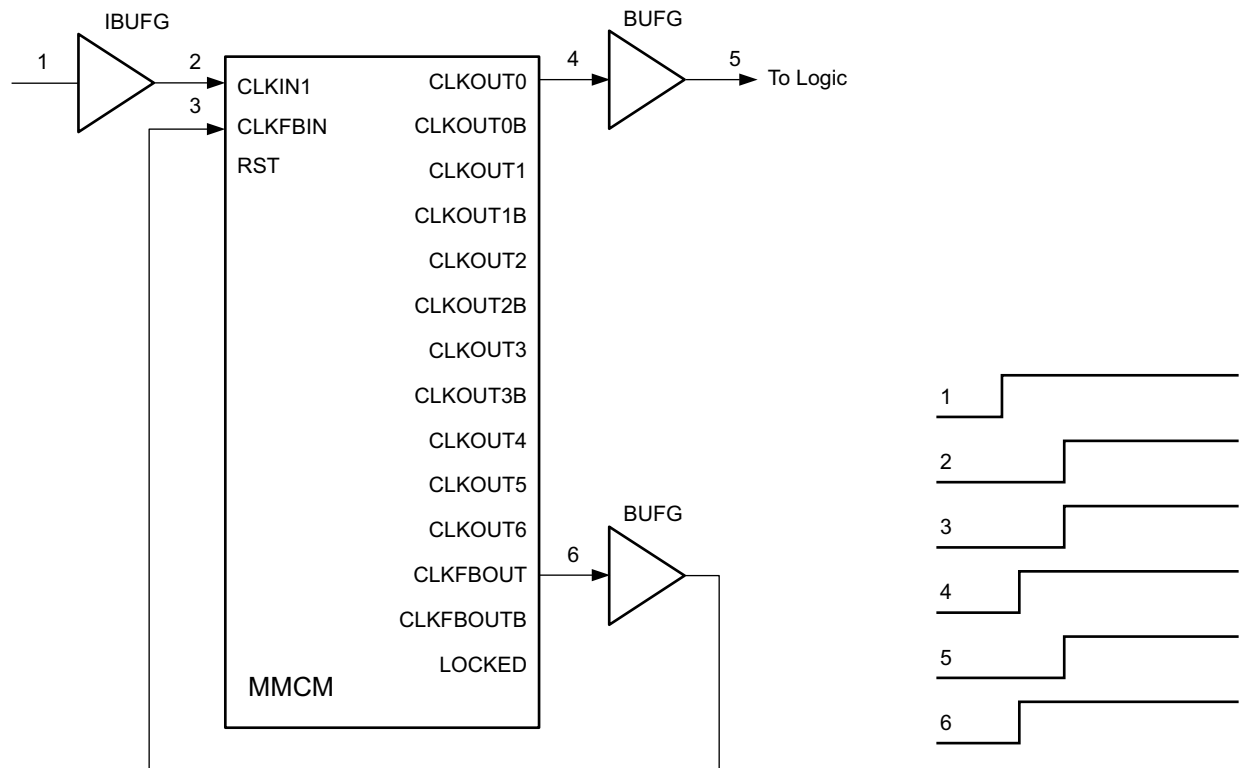 IBUFG
BUFG
1
2
3
4
5
To Logic
CLKIN1
CLKFBIN
RST
CLKOUT0
CLKOUT0B
CLKOUT1
CLKOUT1B
CLKOUT2
CLKOUT2B
CLKOUT3
CLKOUT3B
CLKOUT4
CLKOUT5
CLKOUT6
CLKFBOUT
CLKFBOUTB
LOCKED
MMCM
BUFG
6
1
2
3
4
5
6